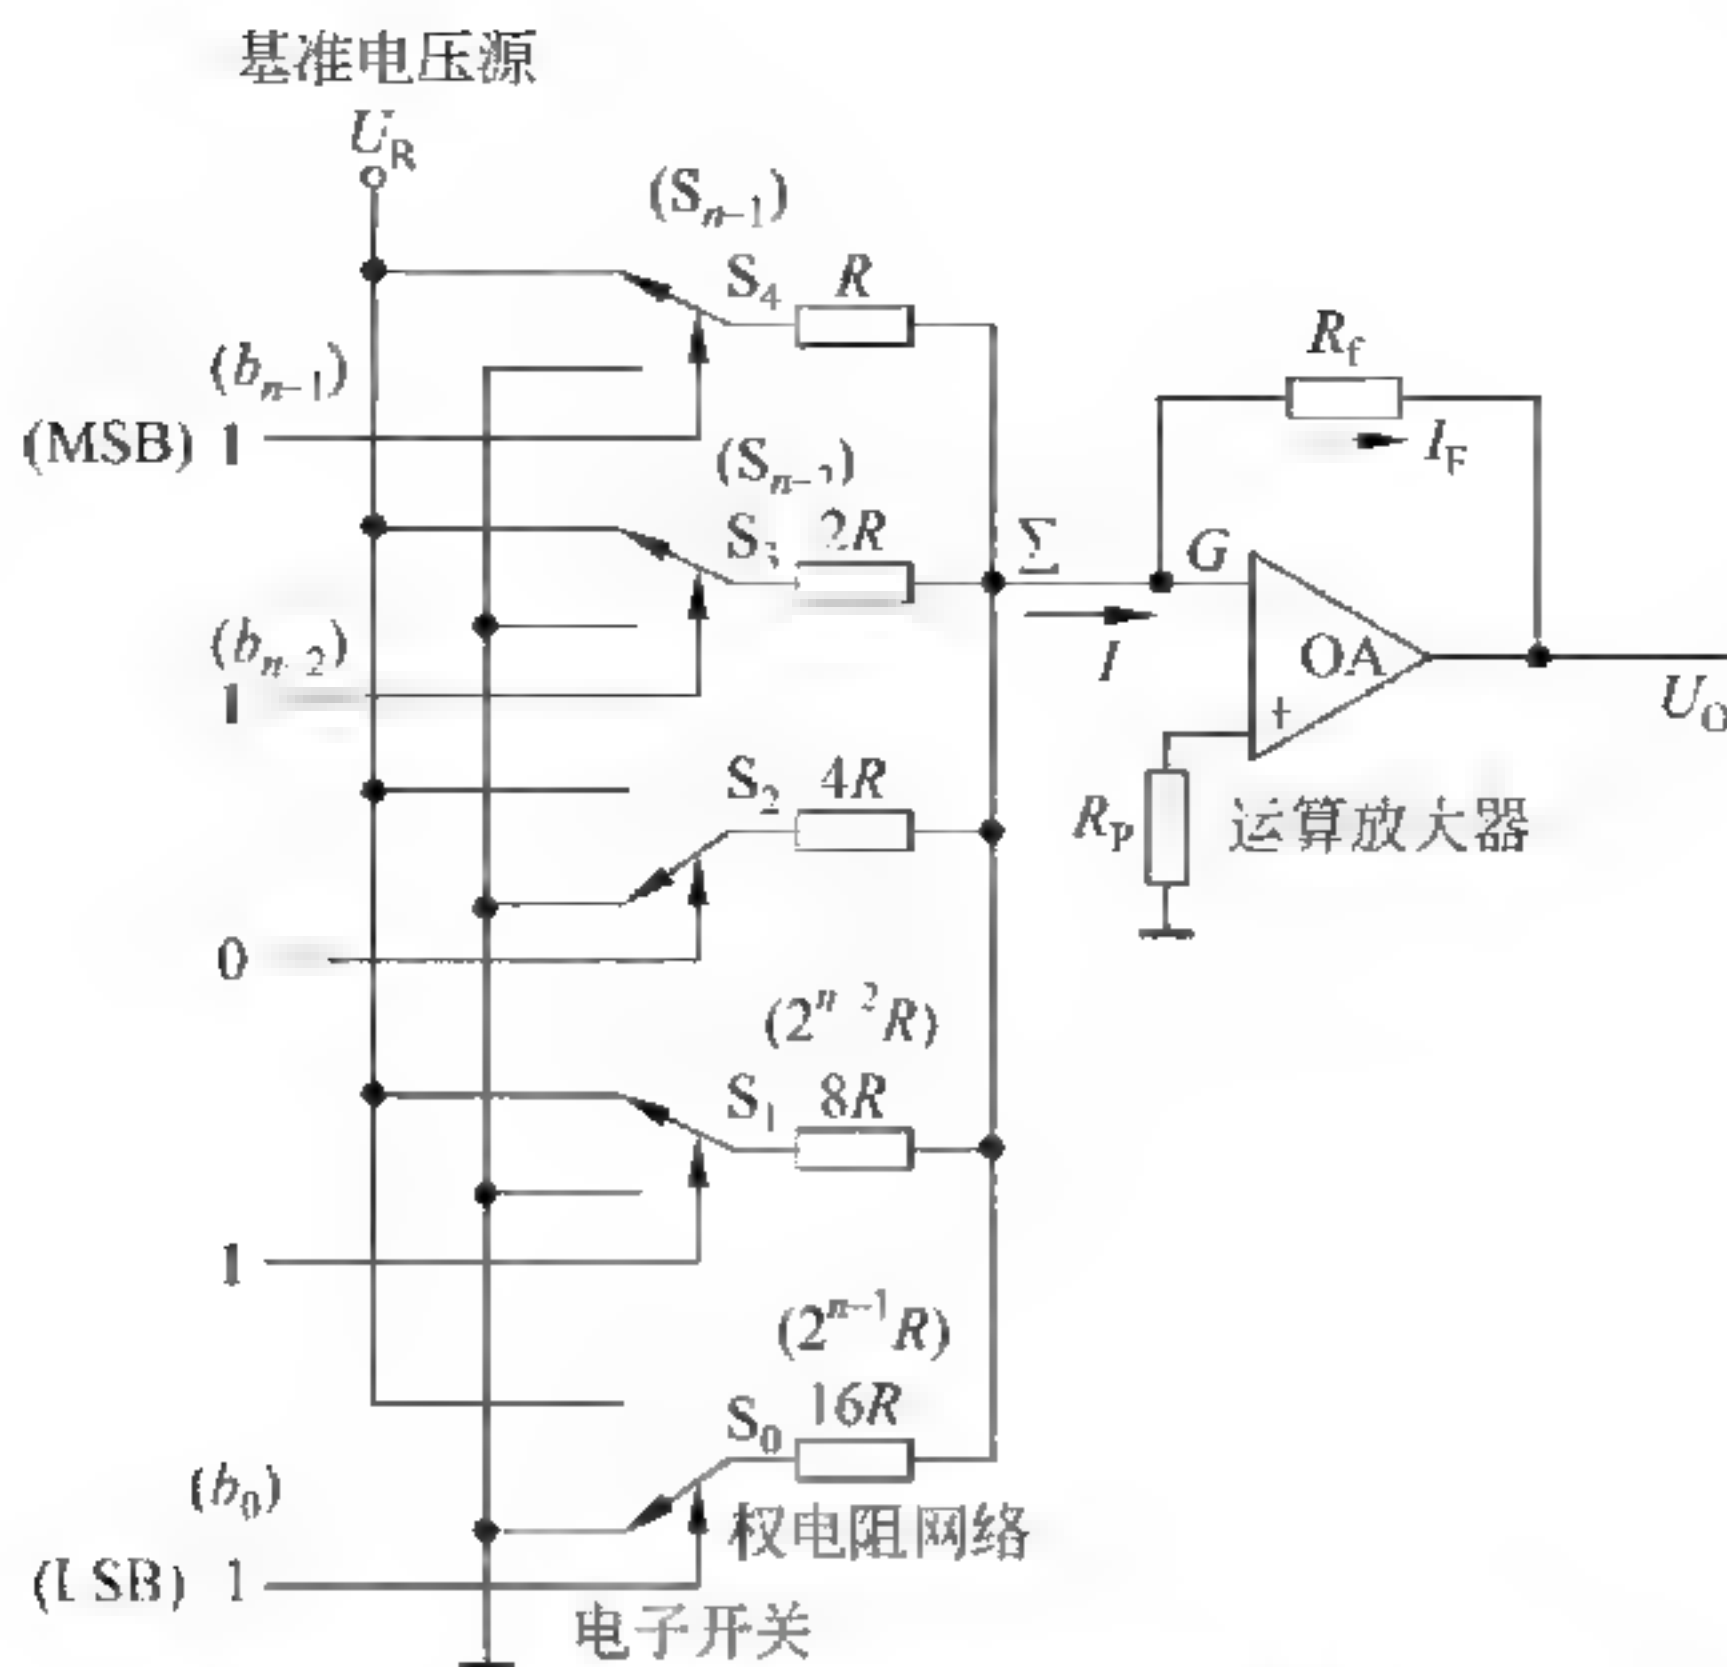 基准电压源
U_R
(S_{n-1})
S_4 R
(b_{n-1})
(MSB) 1
R_f
I_F
(S_{n-2})
S_3 2R
Σ
G
(b_{n-2})
1
I
OA
+
U_O
S_2 4R
R_P
运算放大器
0
(2^{n-2}R)
S_1 8R
1
(2^{n-1}R)
S_0 16R
(b_0)
权电阻网络
(LSB) 1
电子开关